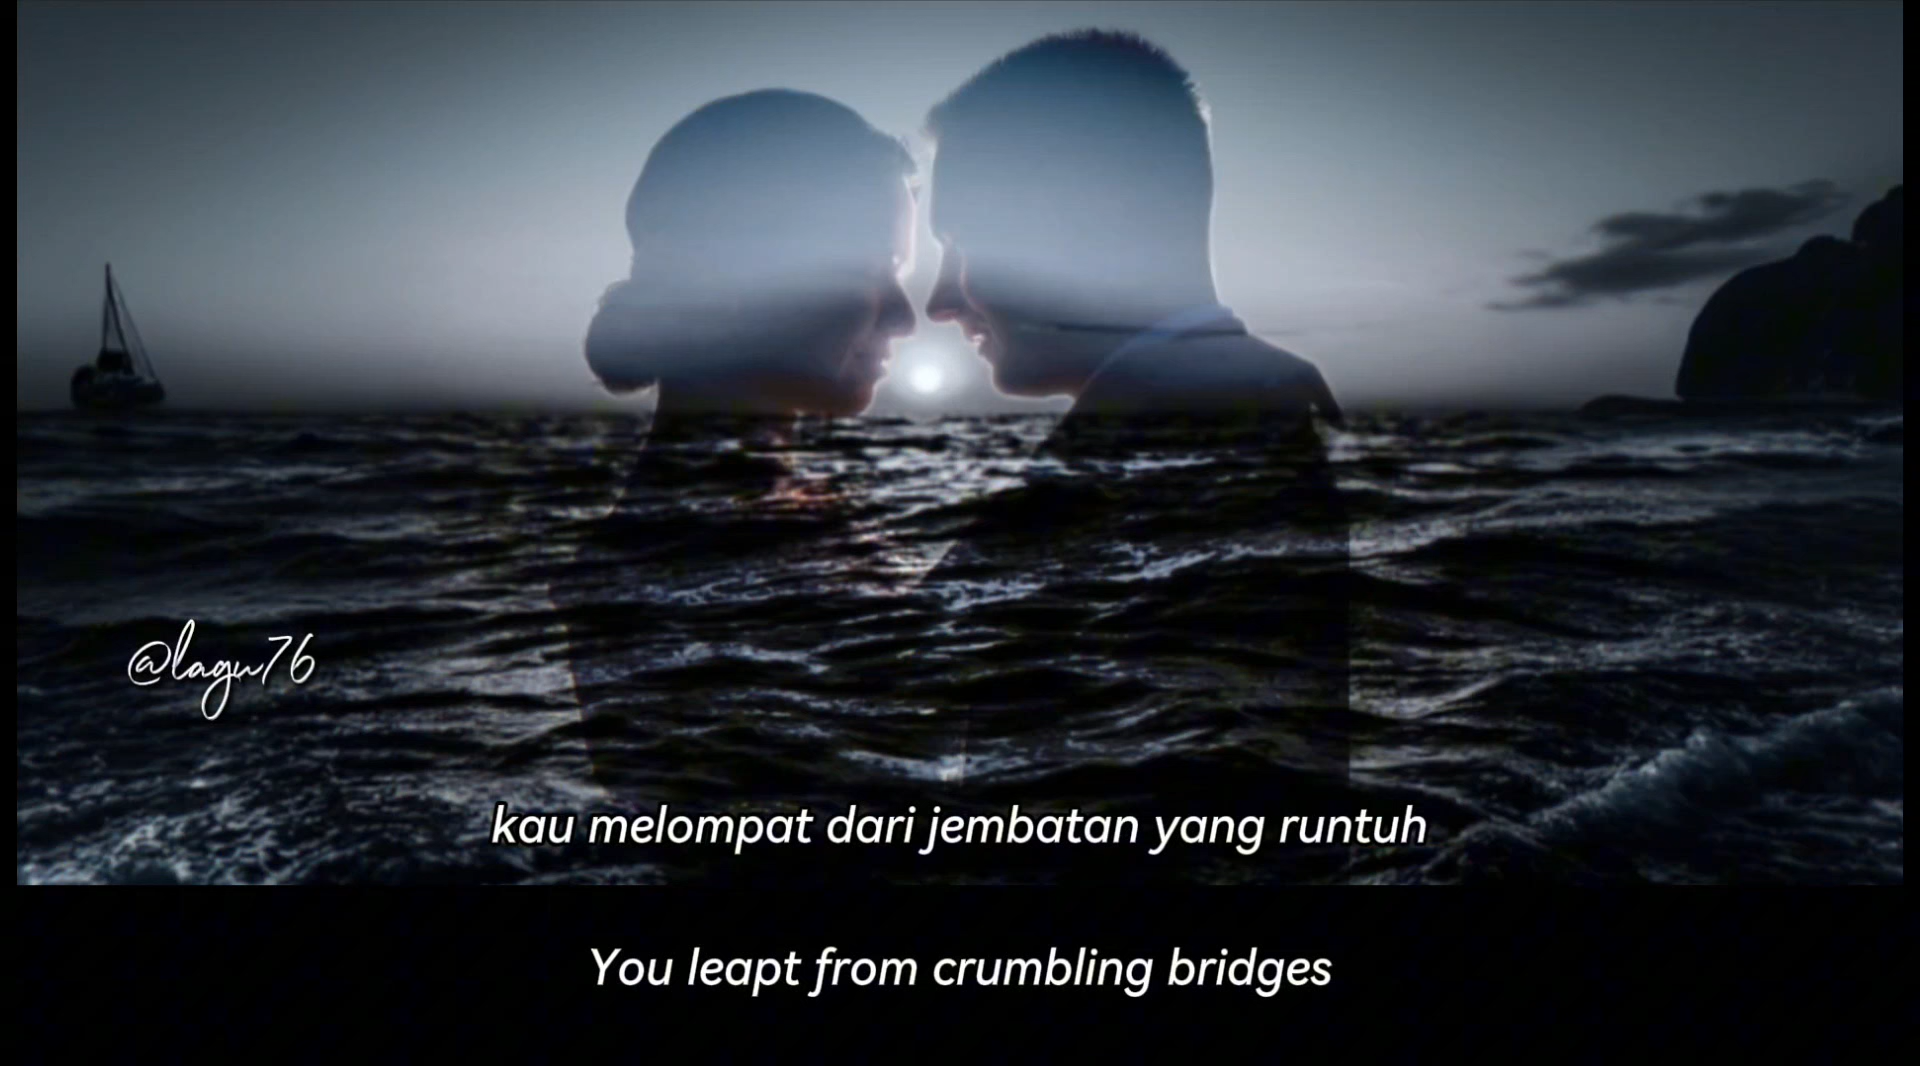 @lagu76
kau melompat dari jembatan yang runtuh
You leapt from crumbling bridges